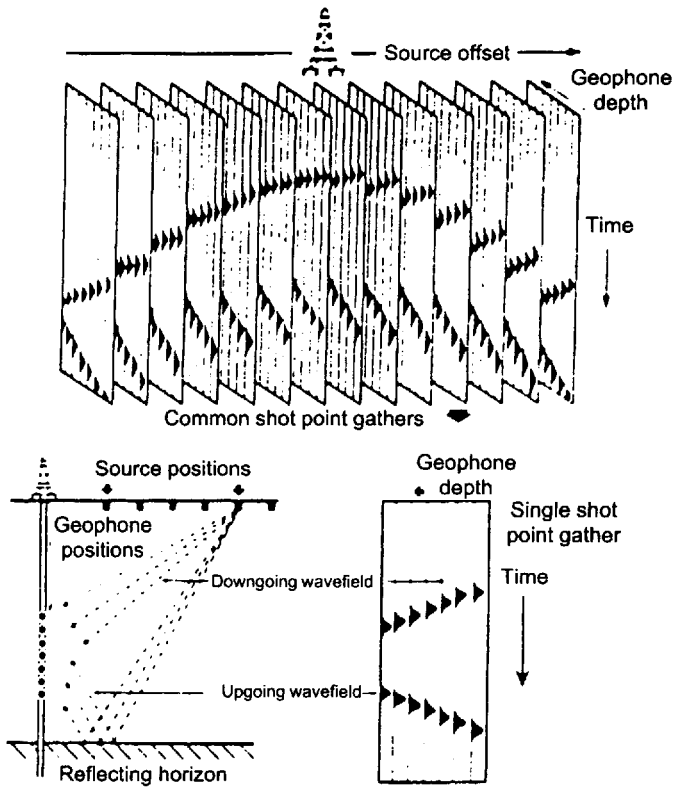 Source offset
Geophone
depth
Time
Common shot point gathers
Source positions
Geophone
positions
Downgoing wavefield
Upgoing wavefield
Reflecting horizon
Geophone
depth
Single shot
point gather
Time